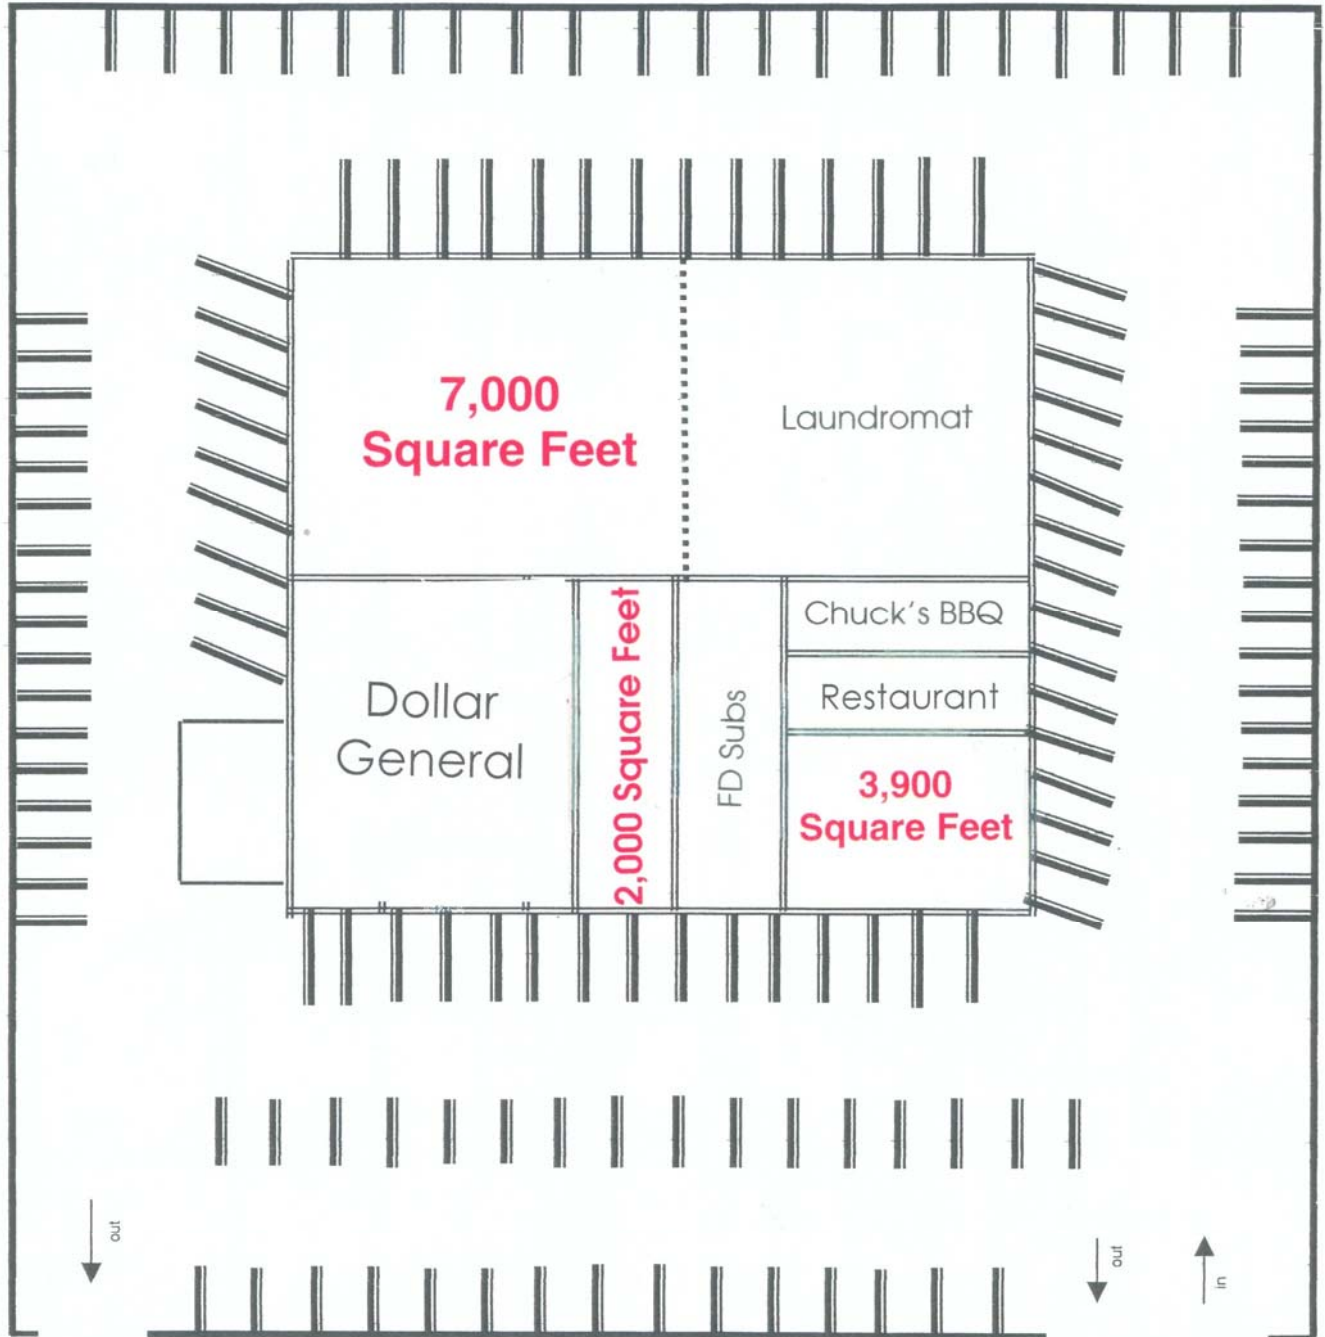 7,000
Square Feet
Laundromat
Dollar
General
2,000 Square Feet
FD Subs
Chuck's BBQ
Restaurant
3,900
Square Feet
out
out
in